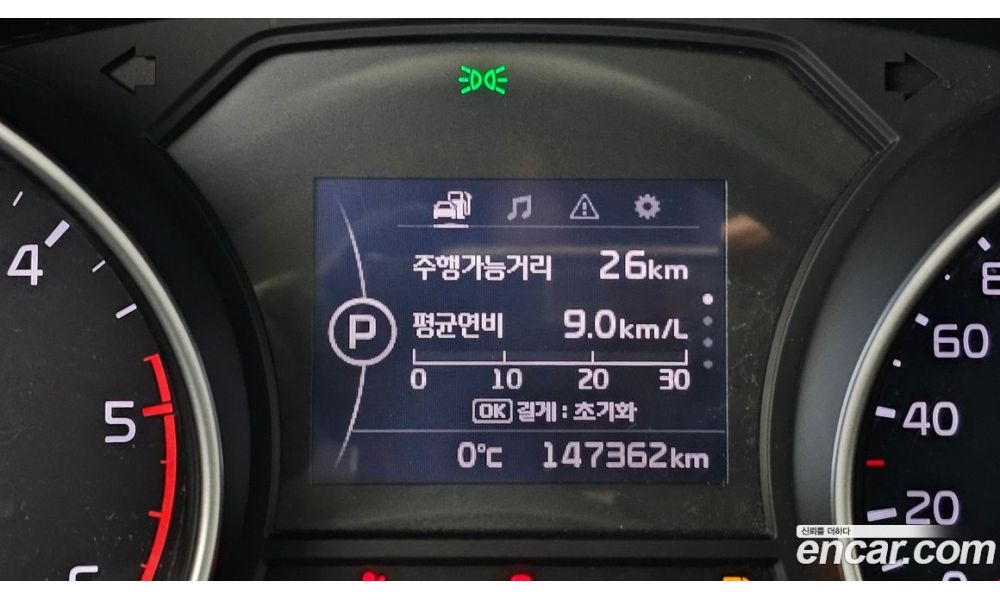 주행가능거리 26km
평균연비 9.0km/L
0 10 20 30
OK 길게 : 초기화
0℃ 147362km
P
4
5
60
40
20
신뢰를 더하다
encar.com